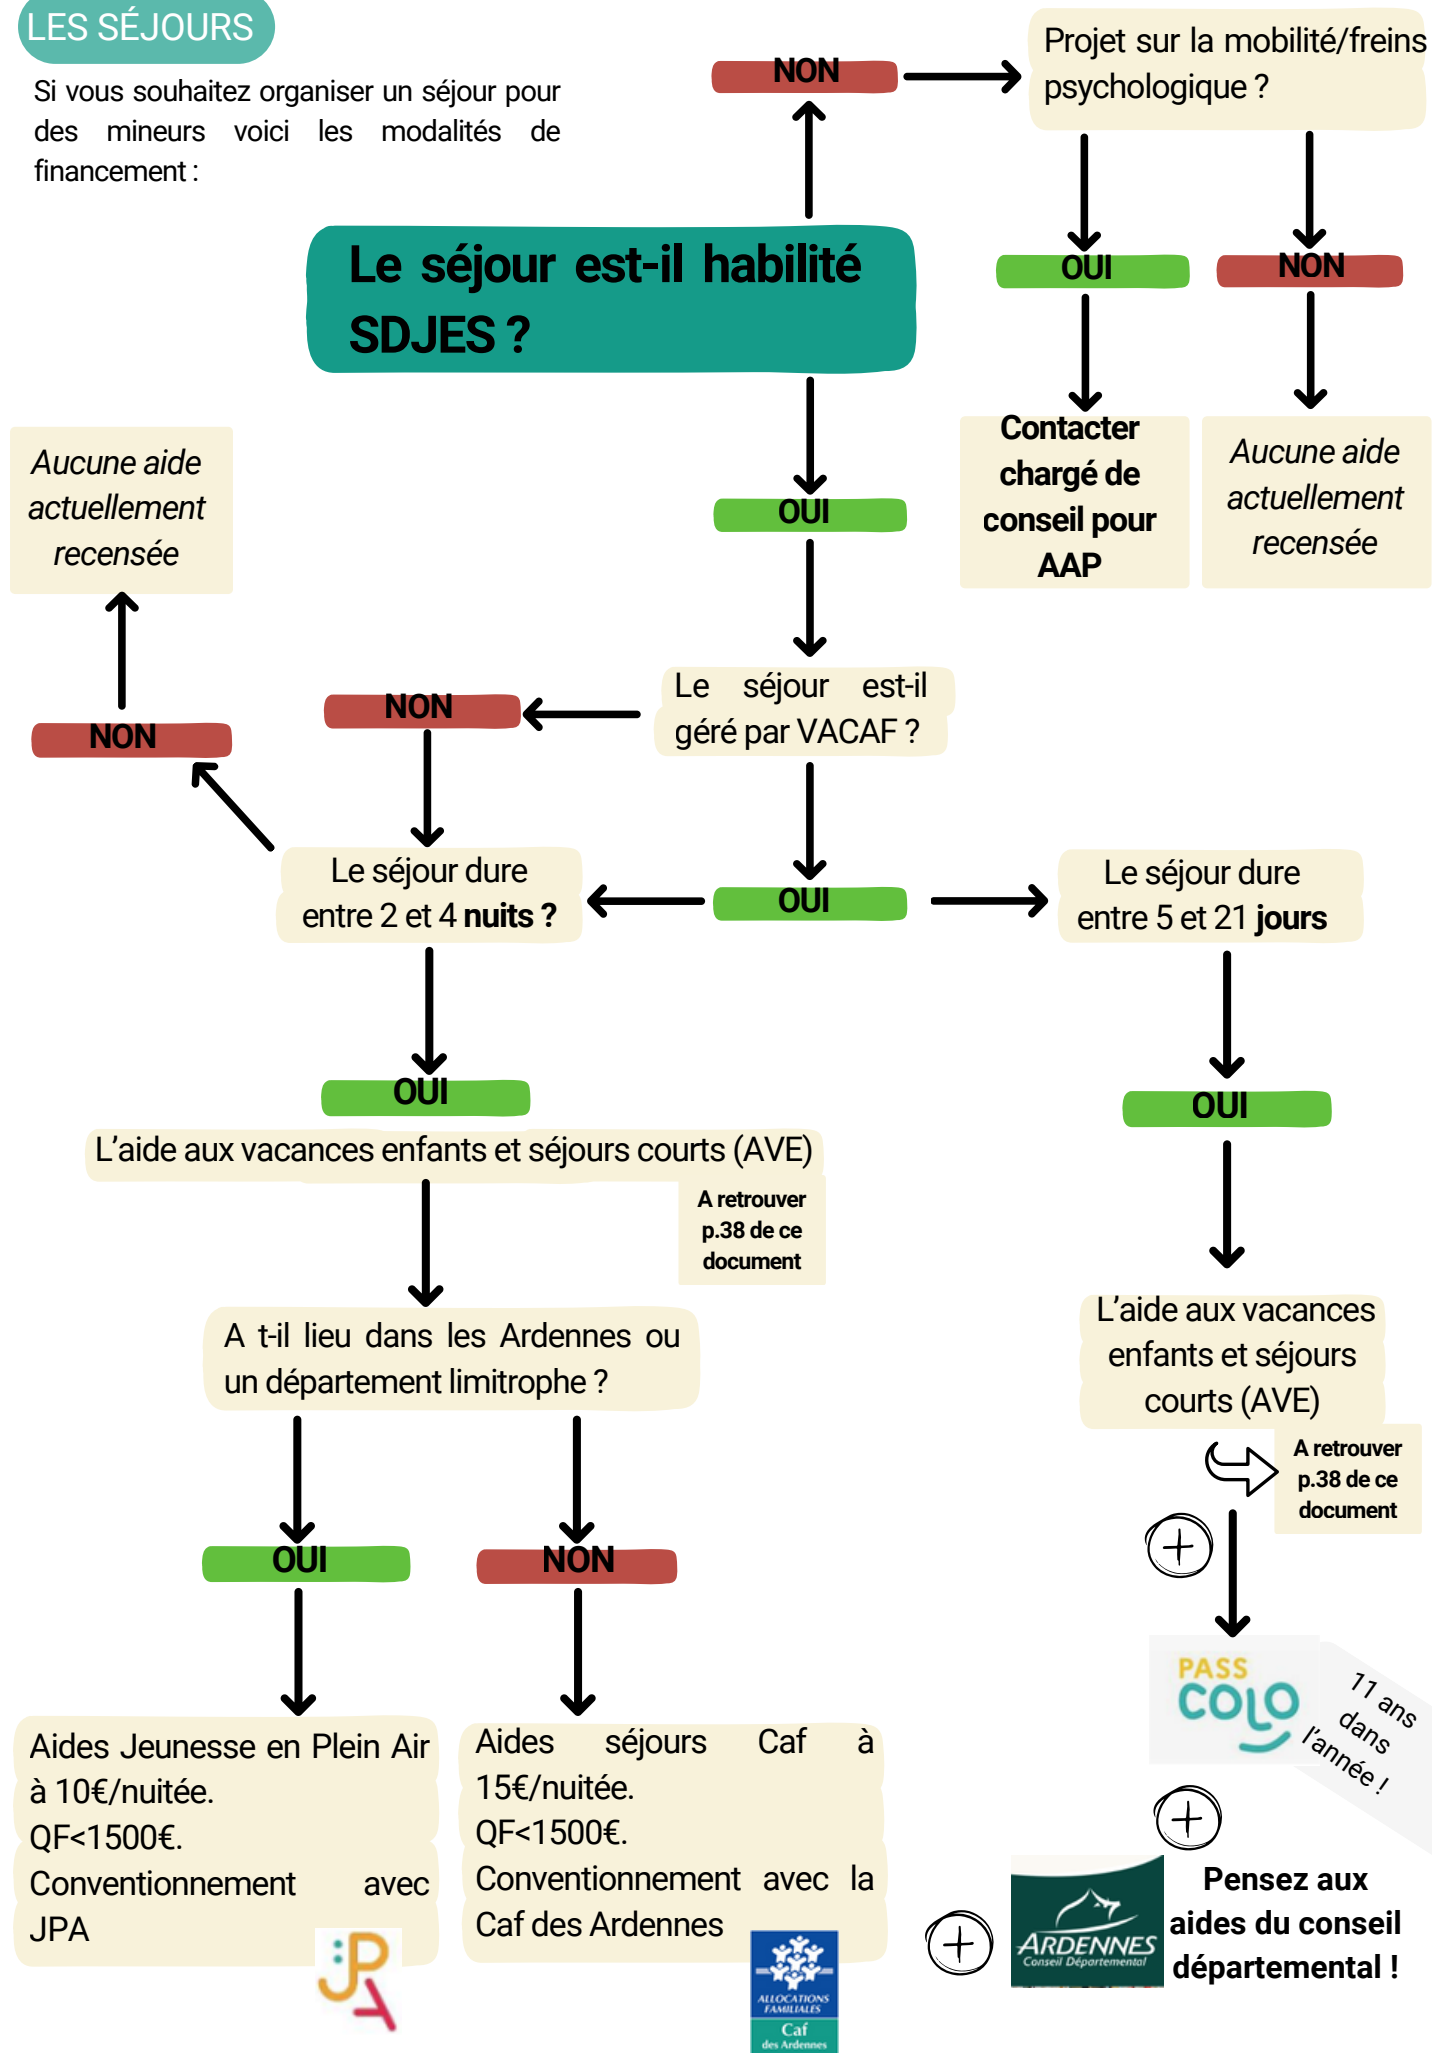 LES SÉJOURS
Si vous souhaitez organiser un séjour pour
des mineurs voici les modalités de
financement :
NON
Projet sur la mobilité/freins
psychologique ?
Le séjour est-il habilité
SDJES ?
OUI
NON
Contacter
chargé de
conseil pour
AAP
Aucune aide
actuellement
recensée
Aucune aide
actuellement
recensée
OUI
Le séjour est-il
géré par VACAF ?
NON
NON
Le séjour dure
entre 2 et 4 nuits ?
OUI
Le séjour dure
entre 5 et 21 jours
OUI
OUI
L'aide aux vacances enfants et séjours courts (AVE)
A retrouver
p.38 de ce
document
A t-il lieu dans les Ardennes ou
un département limitrophe ?
L'aide aux vacances
enfants et séjours
courts (AVE)
A retrouver
p.38 de ce
document
OUI
NON
PASS
COLO
11 ans
dans
l'année !
Aides Jeunesse en Plein Air
à 10€/nuitée.
QF<1500€.
Conventionnement avec
JPA
JPA
Aides séjours Caf à
15€/nuitée.
QF<1500€.
Conventionnement avec la
Caf des Ardennes
ALLOCATIONS
FAMILIALES
Caf
des Ardennes
ARDENNES
Conseil Départemental
Pensez aux
aides du conseil
départemental !